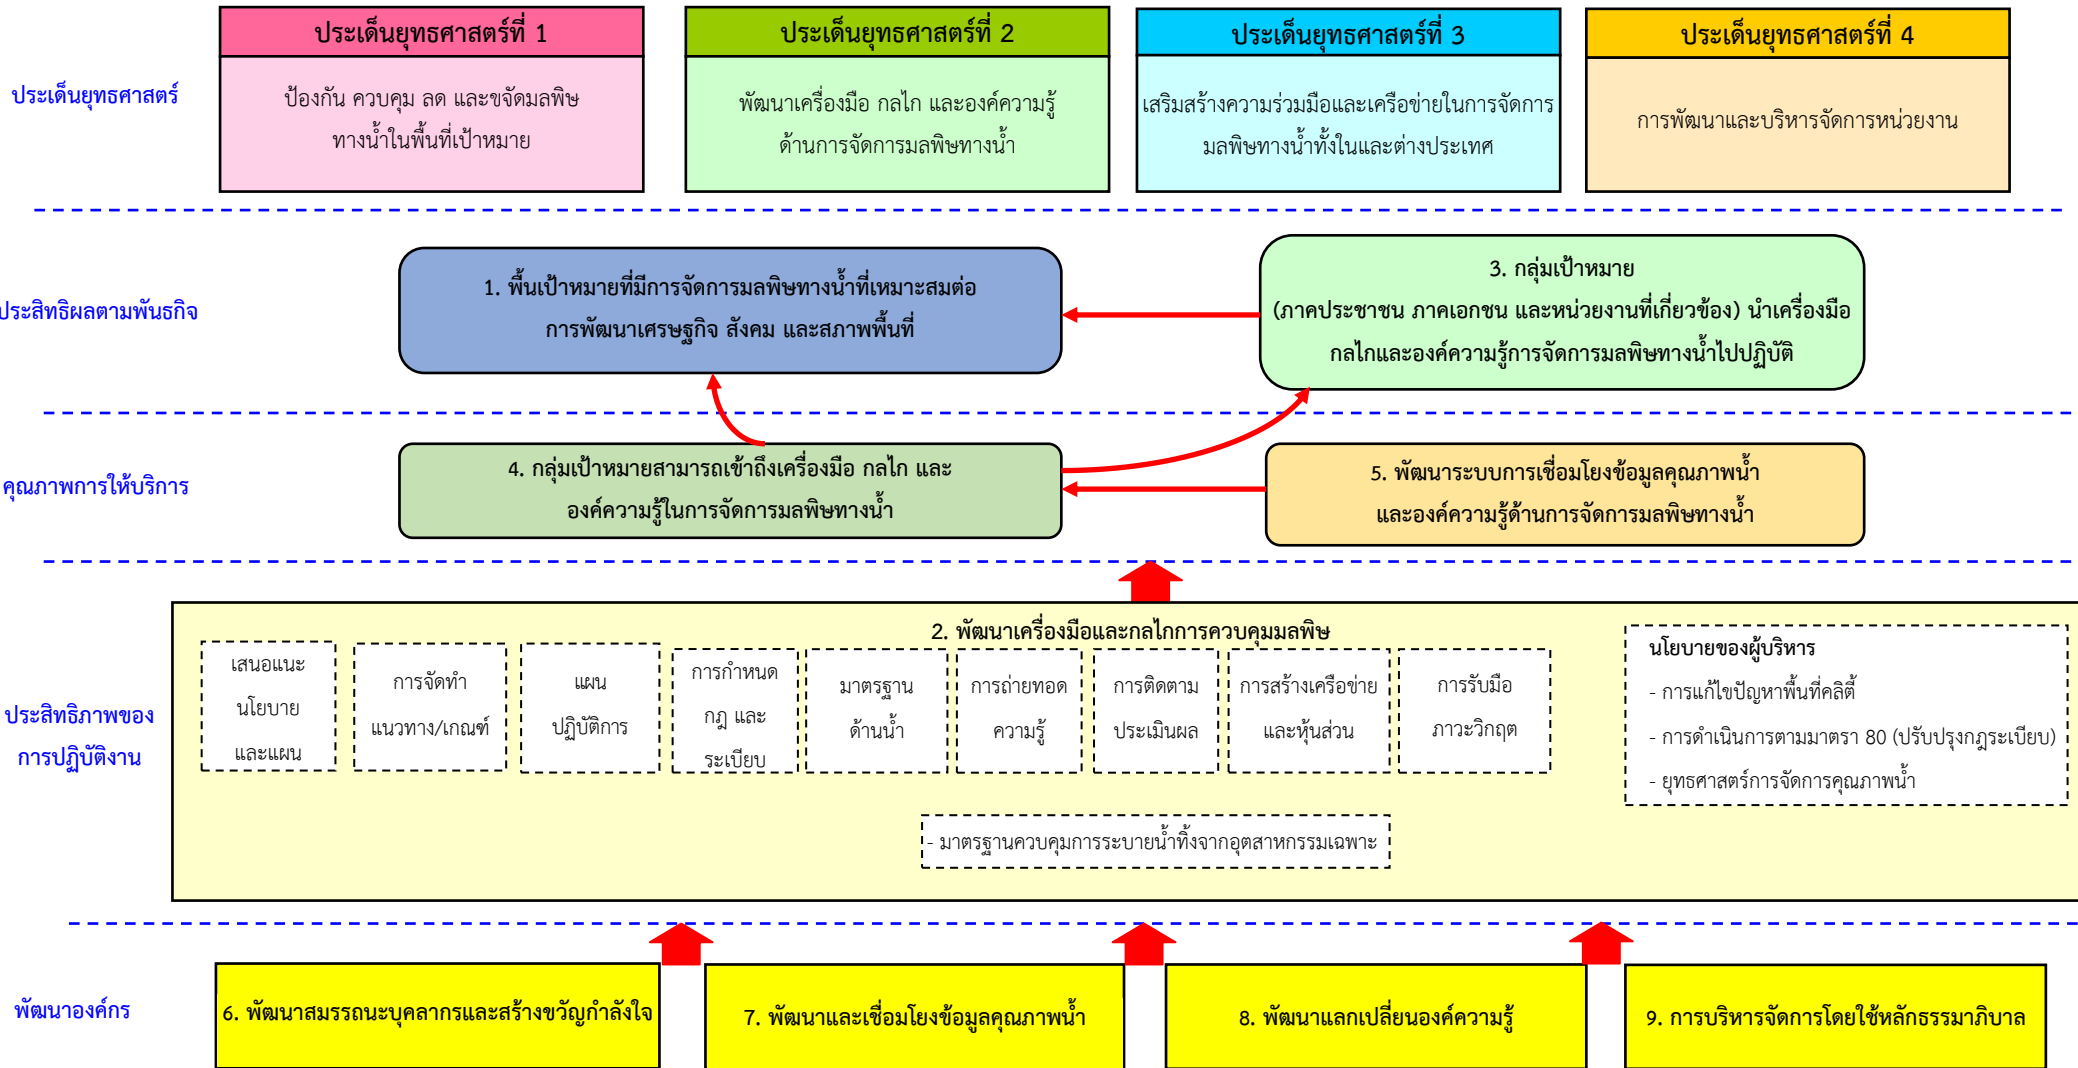 ประเด็นยุทธศาสตร์ที่ 1
ประเด็นยุทธศาสตร์ที่ 2
ประเด็นยุทธศาสตร์ที่ 3
ประเด็นยุทธศาสตร์ที่ 4
ประเด็นยุทธศาสตร์
ป้องกัน ควบคุม ลด และขจัดมลพิษ
ทางน้ำในพื้นที่เป้าหมาย
พัฒนาเครื่องมือ กลไก และองค์ความรู้
ด้านการจัดการมลพิษทางน้ำ
เสริมสร้างความร่วมมือและเครือข่ายในการจัดการ
มลพิษทางน้ำทั้งในและต่างประเทศ
การพัฒนาและบริหารจัดการหน่วยงาน
ประสิทธิผลตามพันธกิจ
1. พื้นเป้าหมายที่มีการจัดการมลพิษทางน้ำที่เหมาะสมต่อ
การพัฒนาเศรษฐกิจ สังคม และสภาพพื้นที่
3. กลุ่มเป้าหมาย
(ภาคประชาชน ภาคเอกชน และหน่วยงานที่เกี่ยวข้อง) นำเครื่องมือ
กลไกและองค์ความรู้การจัดการมลพิษทางน้ำไปปฏิบัติ
คุณภาพการให้บริการ
4. กลุ่มเป้าหมายสามารถเข้าถึงเครื่องมือ กลไก และ
องค์ความรู้ในการจัดการมลพิษทางน้ำ
5. พัฒนาระบบการเชื่อมโยงข้อมูลคุณภาพน้ำ
และองค์ความรู้ด้านการจัดการมลพิษทางน้ำ
ประสิทธิภาพของ
การปฏิบัติงาน
2. พัฒนาเครื่องมือและกลไกการควบคุมมลพิษ
เสนอแนะ
นโยบาย
และแผน
การจัดทำ
แนวทาง/เกณฑ์
แผน
ปฏิบัติการ
การกำหนด
กฎ และ
ระเบียบ
มาตรฐาน
ด้านน้ำ
การถ่ายทอด
ความรู้
การติดตาม
ประเมินผล
การสร้างเครือข่าย
และหุ้นส่วน
การรับมือ
ภาวะวิกฤต
นโยบายของผู้บริหาร
- การแก้ไขปัญหาพื้นที่คลิตี้
- การดำเนินการตามมาตรา 80 (ปรับปรุงกฎระเบียบ)
- ยุทธศาสตร์การจัดการคุณภาพน้ำ
- มาตรฐานควบคุมการระบายน้ำทิ้งจากอุตสาหกรรมเฉพาะ
พัฒนาองค์กร
6. พัฒนาสมรรถนะบุคลากรและสร้างขวัญกำลังใจ
7. พัฒนาและเชื่อมโยงข้อมูลคุณภาพน้ำ
8. พัฒนาแลกเปลี่ยนองค์ความรู้
9. การบริหารจัดการโดยใช้หลักธรรมาภิบาล